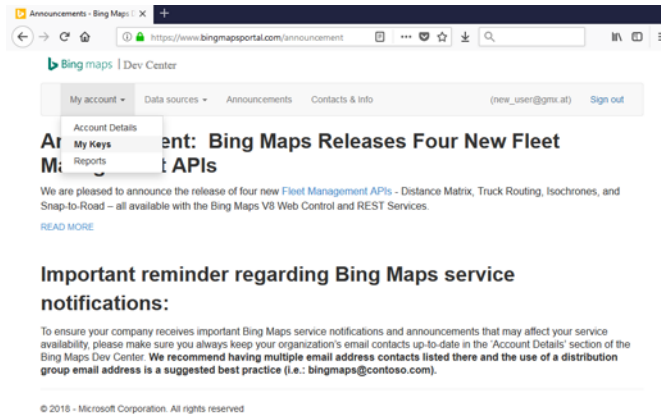 Announcements - Bing Maps D
https://www.bingmapsportal.com/announcement
Bing maps | Dev Center
My account Data sources Announcements Contacts & Info (new_user@gmx.at) Sign out
Account Details
My Keys
Reports
ent: Bing Maps Releases Four New Fleet
t APIs
We are pleased to announce the release of four new Fleet Management APIs - Distance Matrix, Truck Routing, Isochrones, and
Snap-to-Road – all available with the Bing Maps V8 Web Control and REST Services.
READ MORE
Important reminder regarding Bing Maps service
notifications:
To ensure your company receives important Bing Maps service notifications and announcements that may affect your service
availability, please make sure you always keep your organization's email contacts up-to-date in the 'Account Details' section of the
Bing Maps Dev Center. We recommend having multiple email address contacts listed there and the use of a distribution
group email address is a suggested best practice (i.e.: bingmaps@contoso.com).
© 2018 - Microsoft Corporation. All rights reserved